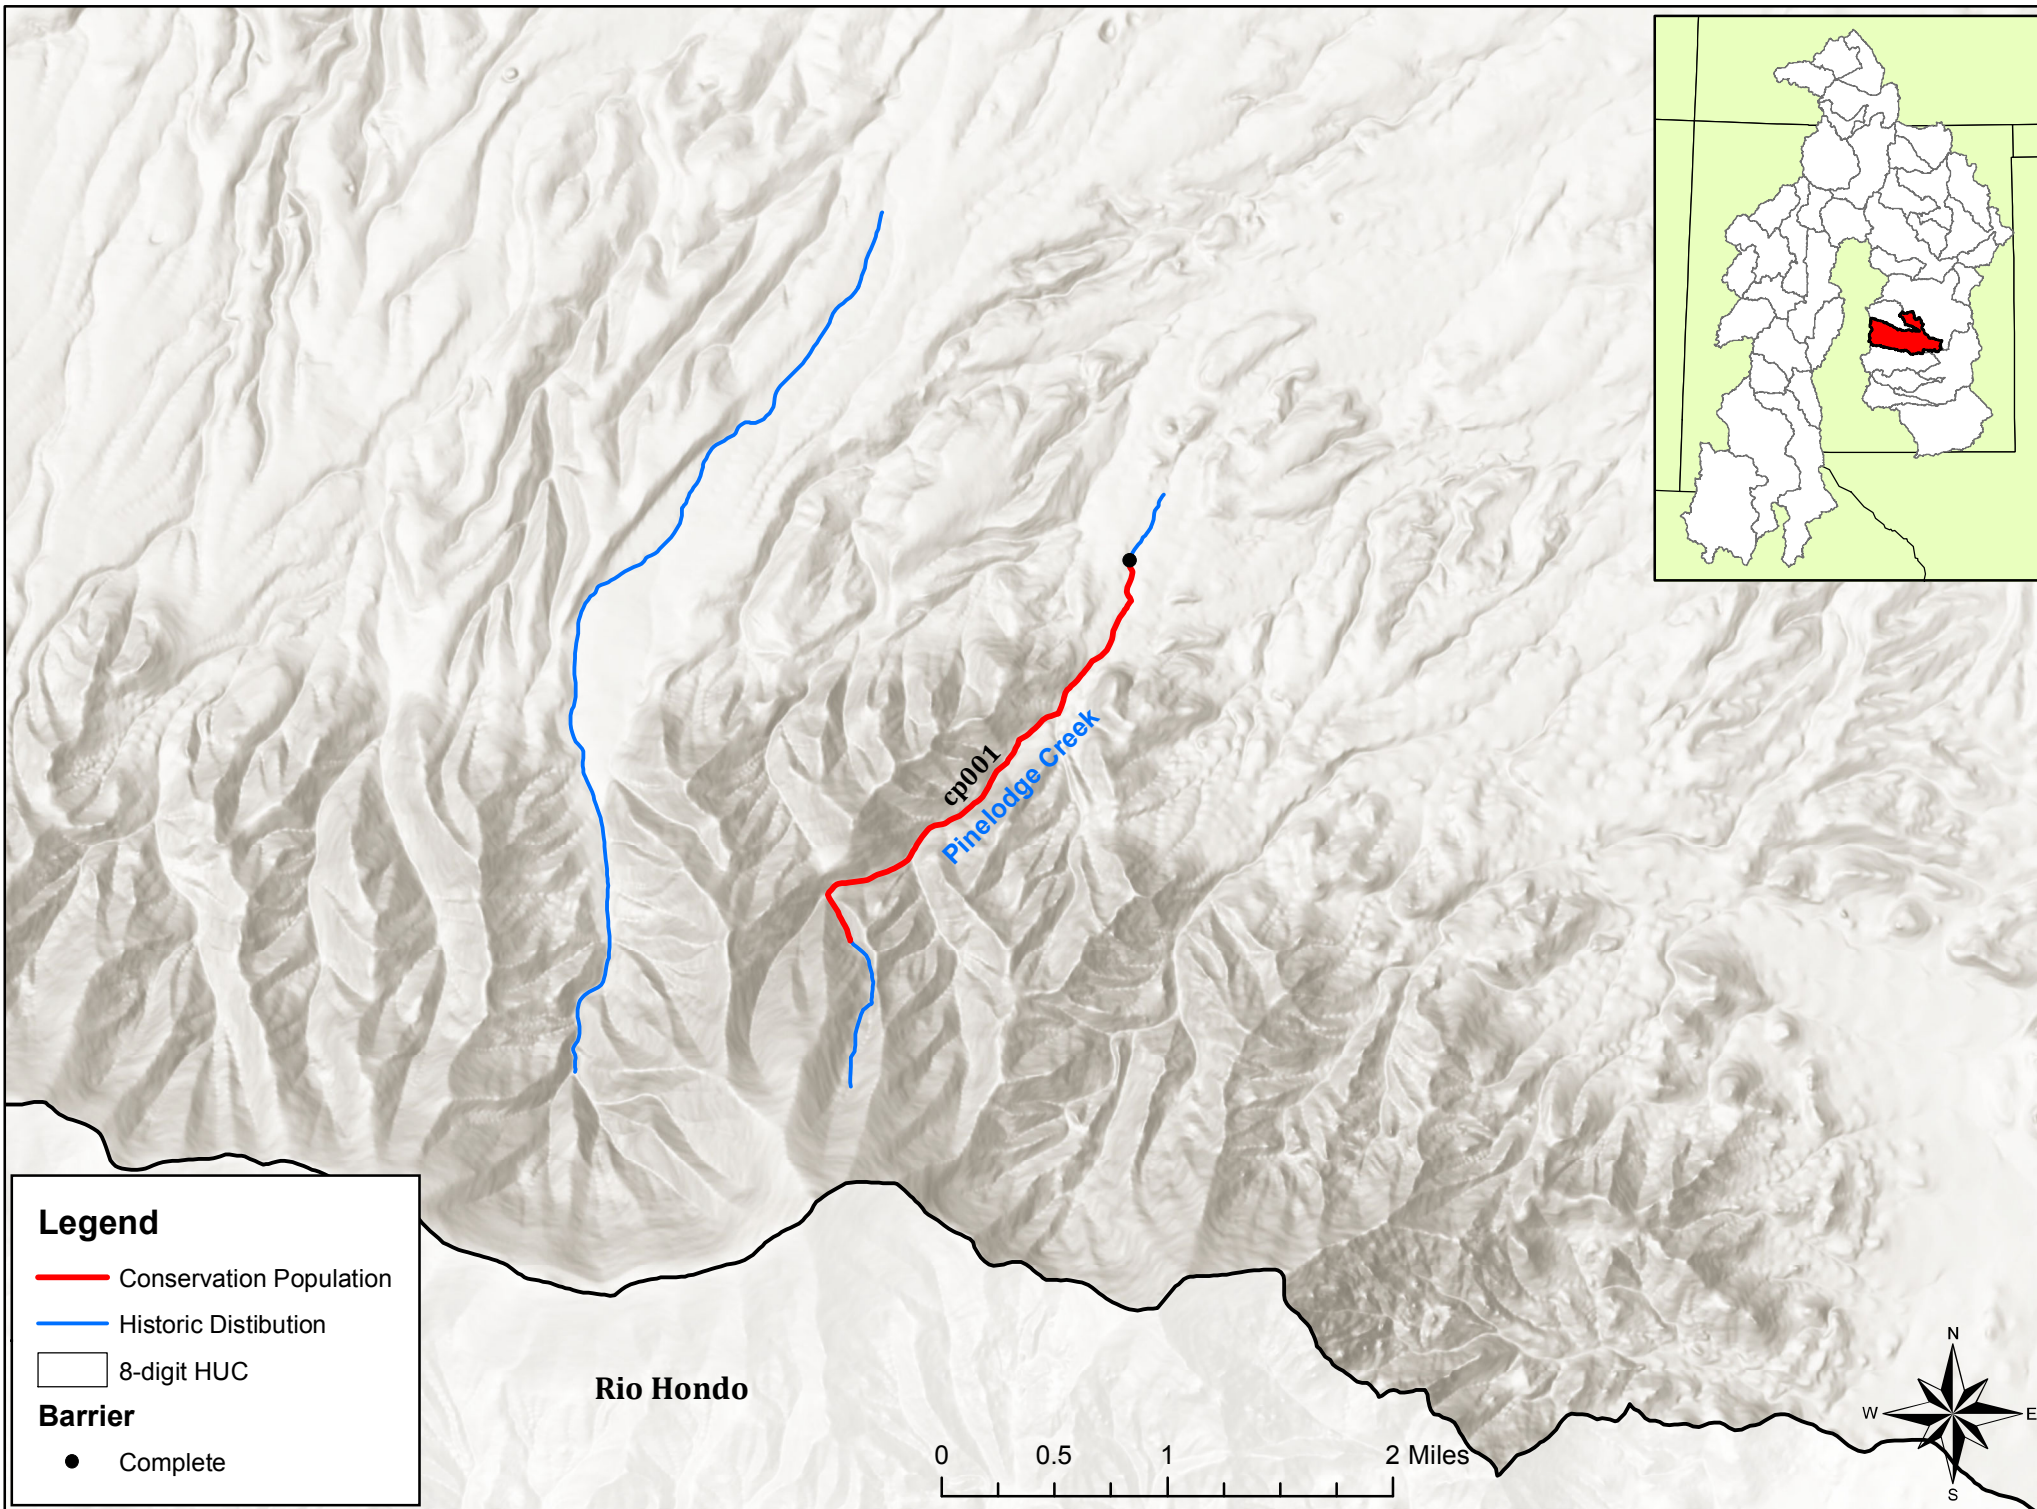 cp001
Pinelodge Creek
Legend
Conservation Population
Historic Distibution
8-digit HUC
Barrier
Complete
Rio Hondo
0 0.5 1 2 Miles
N
W E
S